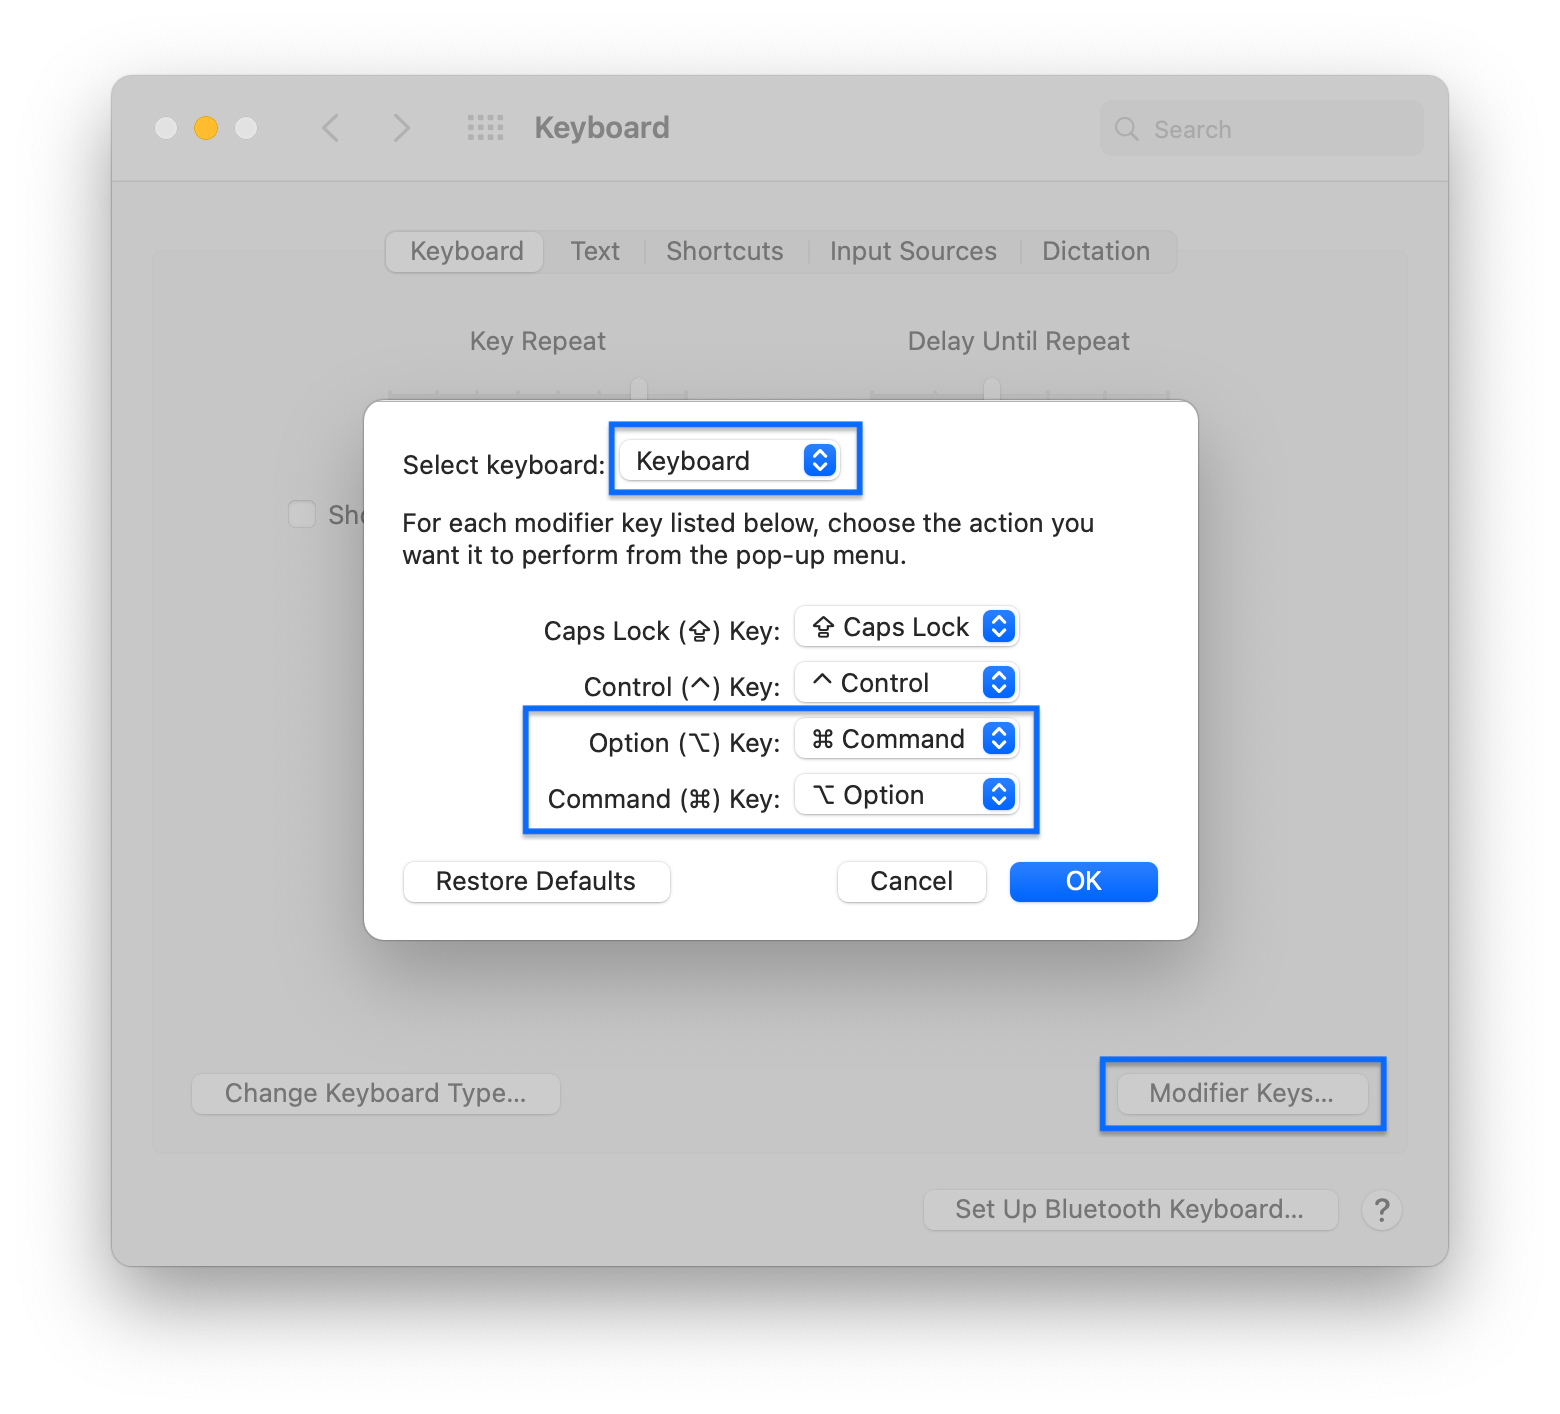 Keyboard
Search
Keyboard Text Shortcuts Input Sources Dictation
Key Repeat Delay Until Repeat
Select keyboard: Keyboard
For each modifier key listed below, choose the action you
want it to perform from the pop-up menu.
Caps Lock (⇪) Key: ⇪ Caps Lock
Control (^) Key: ^ Control
Option (⌥) Key: ⌘ Command
Command (⌘) Key: ⌥ Option
Restore Defaults Cancel OK
Change Keyboard Type... Modifier Keys...
Set Up Bluetooth Keyboard... ?